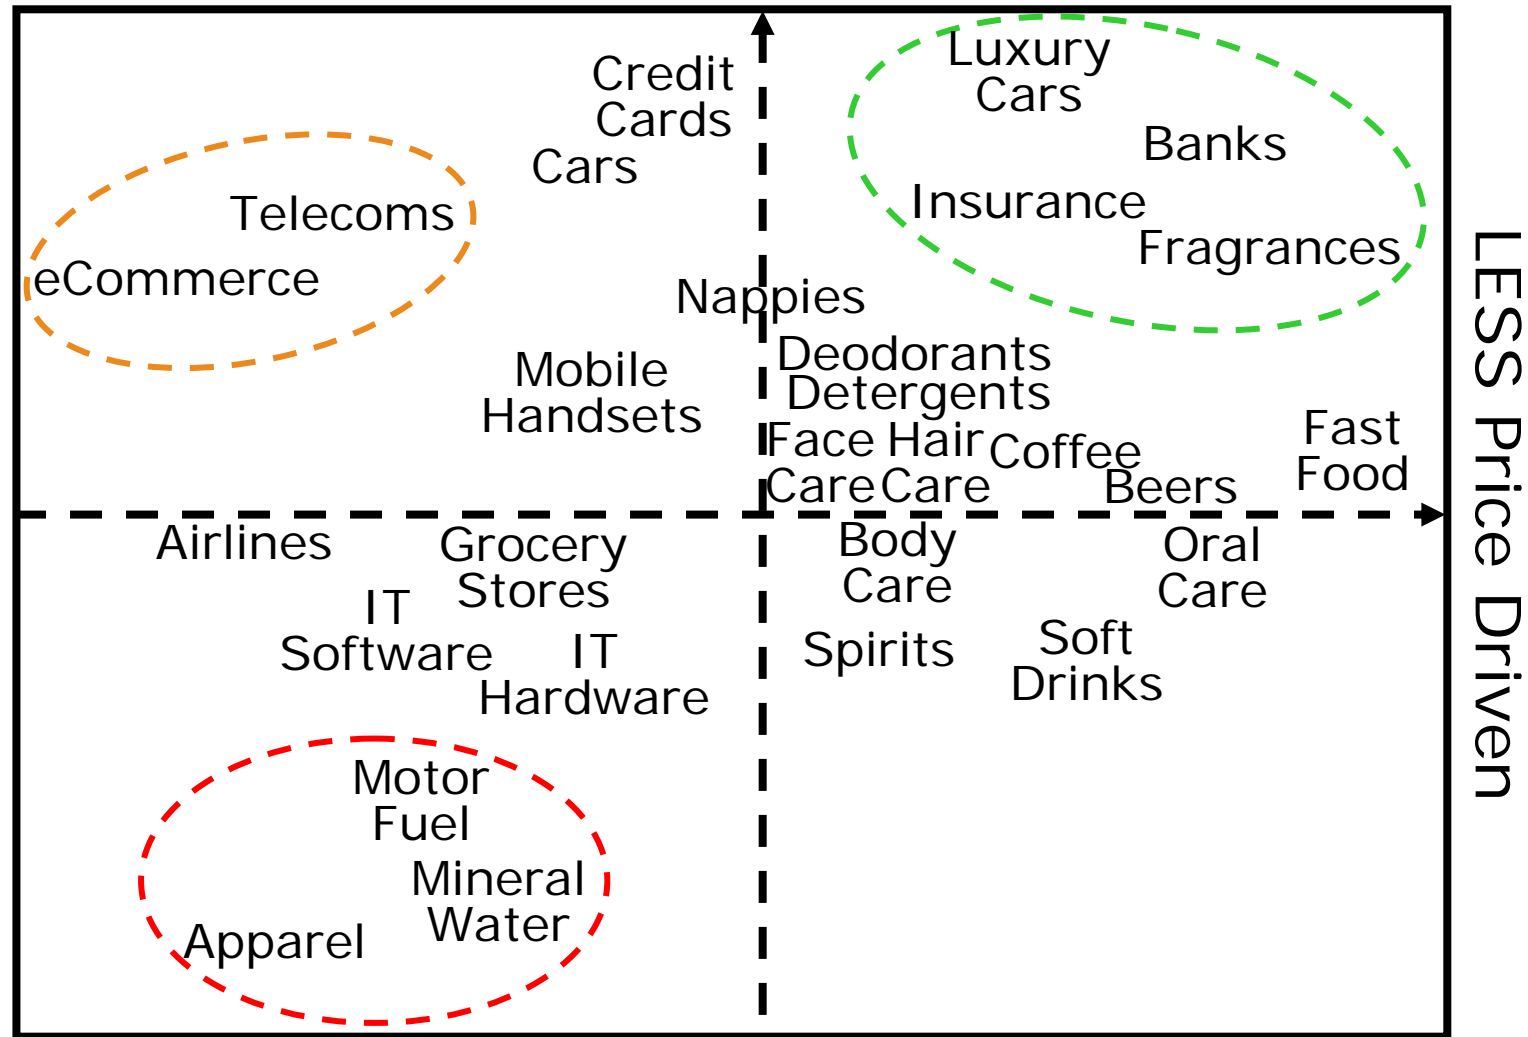 Luxury
Cars
Credit
Cards
Cars
Banks
Insurance
Fragrances
Telecoms
eCommerce
Nappies
Mobile
Handsets
Deodorants
Detergents
Face Hair
Care Care
Coffee
Beers
Fast
Food
LESS Price Driven
Airlines
Grocery
Stores
IT
Software
IT
Hardware
Body
Care
Oral
Care
Spirits
Soft
Drinks
Motor
Fuel
Mineral
Water
Apparel